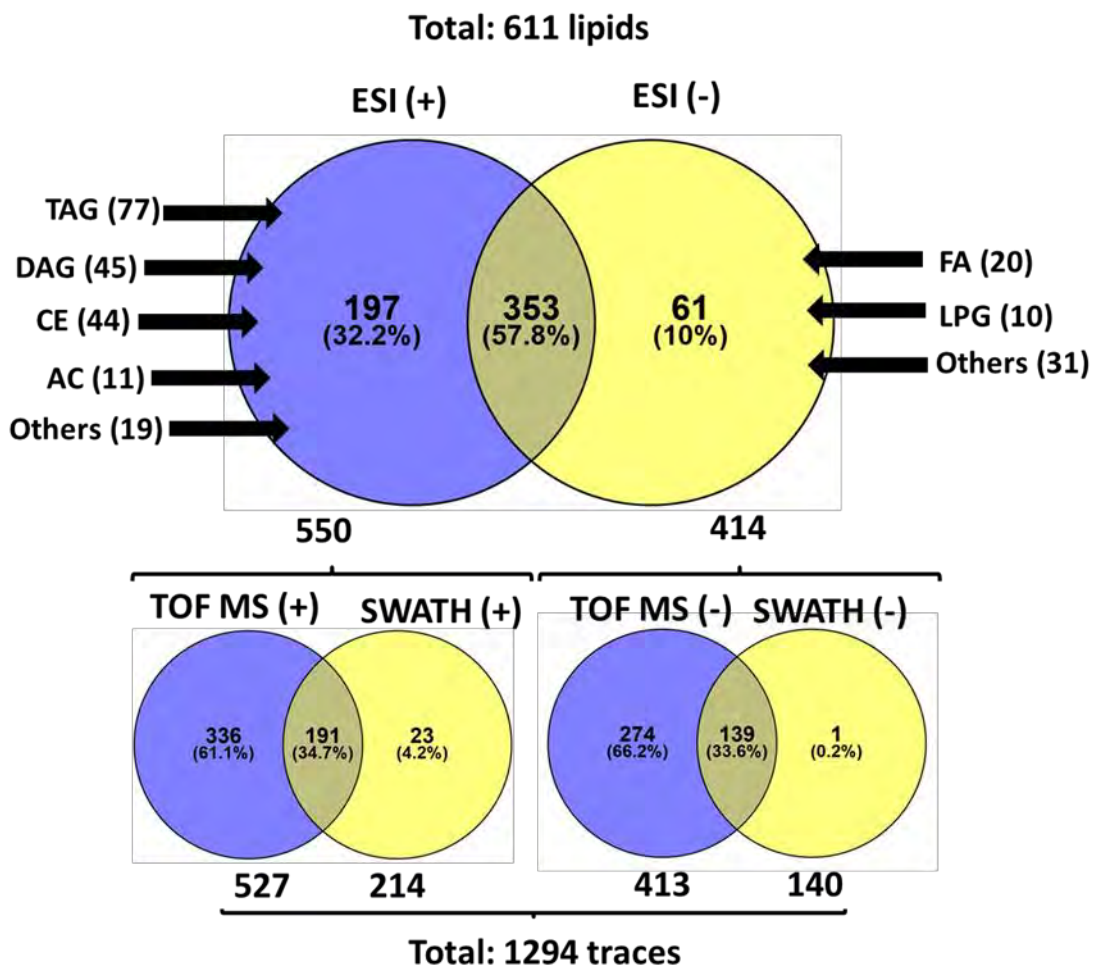 Total: 611 lipids
ESI (+)
ESI (-)
TAG (77)
DAG (45)
CE (44)
AC (11)
Others (19)
197
(32.2%)
353
(57.8%)
61
(10%)
FA (20)
LPG (10)
Others (31)
550
414
TOF MS (+)
SWATH (+)
TOF MS (-)
SWATH (-)
336
(61.1%)
191
(34.7%)
23
(4.2%)
274
(66.2%)
139
(33.6%)
1
(0.2%)
527
214
413
140
Total: 1294 traces